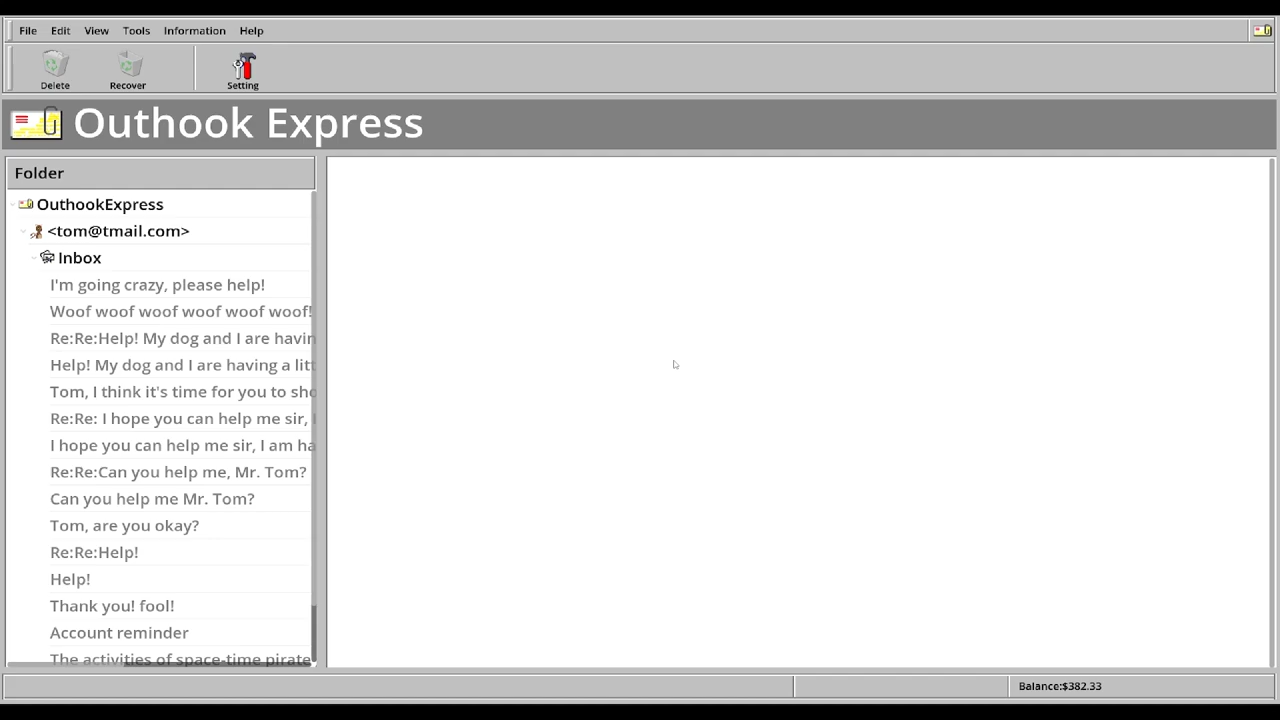 File Edit View Tools Information Help
Delete Recover Setting
Outhook Express
Folder
OuthookExpress
<tom@tmail.com>
Inbox
I'm going crazy, please help!
Woof woof woof woof woof woof!
Re:Re:Help! My dog and I are havin
Help! My dog and I are having a litt
Tom, I think it's time for you to sho
Re:Re: I hope you can help me sir, I
I hope you can help me sir, I am ha
Re:Re:Can you help me, Mr. Tom?
Can you help me Mr. Tom?
Tom, are you okay?
Re:Re:Help!
Help!
Thank you! fool!
Account reminder
The activities of space-time pirate
Balance:$382.33